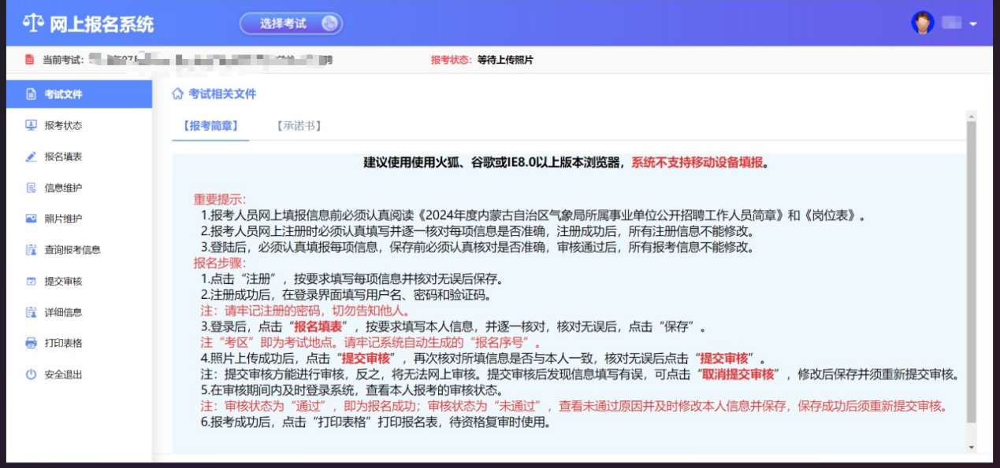 网上报名系统
选择考试
当前考试：
报考状态：等待上传照片
考试文件
报考状态
报名填表
信息维护
照片维护
查询报考信息
提交审核
详细信息
打印表格
安全退出
考试相关文件
【报考简章】 【承诺书】
建议使用使用火狐、谷歌或IE8.0以上版本浏览器，系统不支持移动设备填报。
重要提示：
1.报考人员网上填报信息前必须认真阅读《2024年度内蒙古自治区气象局所属事业单位公开招聘工作人员简章》和《岗位表》。
2.报考人员网上注册时必须认真填写并逐一核对每项信息是否准确，注册成功后，所有注册信息不能修改。
3.登陆后，必须认真填报每项信息，保存前必须认真核对是否准确，审核通过后，所有报考信息不能修改。
报名步骤：
1.点击“注册”，按要求填写每项信息并核对无误后保存。
2.注册成功后，在登录界面填写用户名、密码和验证码。
注：请牢记注册的密码，切勿告知他人。
3.登录后，点击“报名填表”，按要求填写本人信息，并逐一核对，核对无误后，点击“保存”。
注“考区”即为考试地点。请牢记系统自动生成的“报名序号”。
4.照片上传成功后，点击“提交审核”，再次核对所填信息是否与本人一致，核对无误后点击“提交审核”。
注：提交审核方能进行审核，反之，将无法网上审核。提交审核后发现信息填写有误，可点击“取消提交审核”，修改后保存并须重新提交审核。
5.在审核期间内及时登录系统，查看本人报考的审核状态。
注：审核状态为“通过”，即为报名成功；审核状态为“未通过”，查看未通过原因并及时修改本人信息并保存，保存成功后须重新提交审核。
6.报考成功后，点击“打印表格”打印报名表，待资格复审时使用。